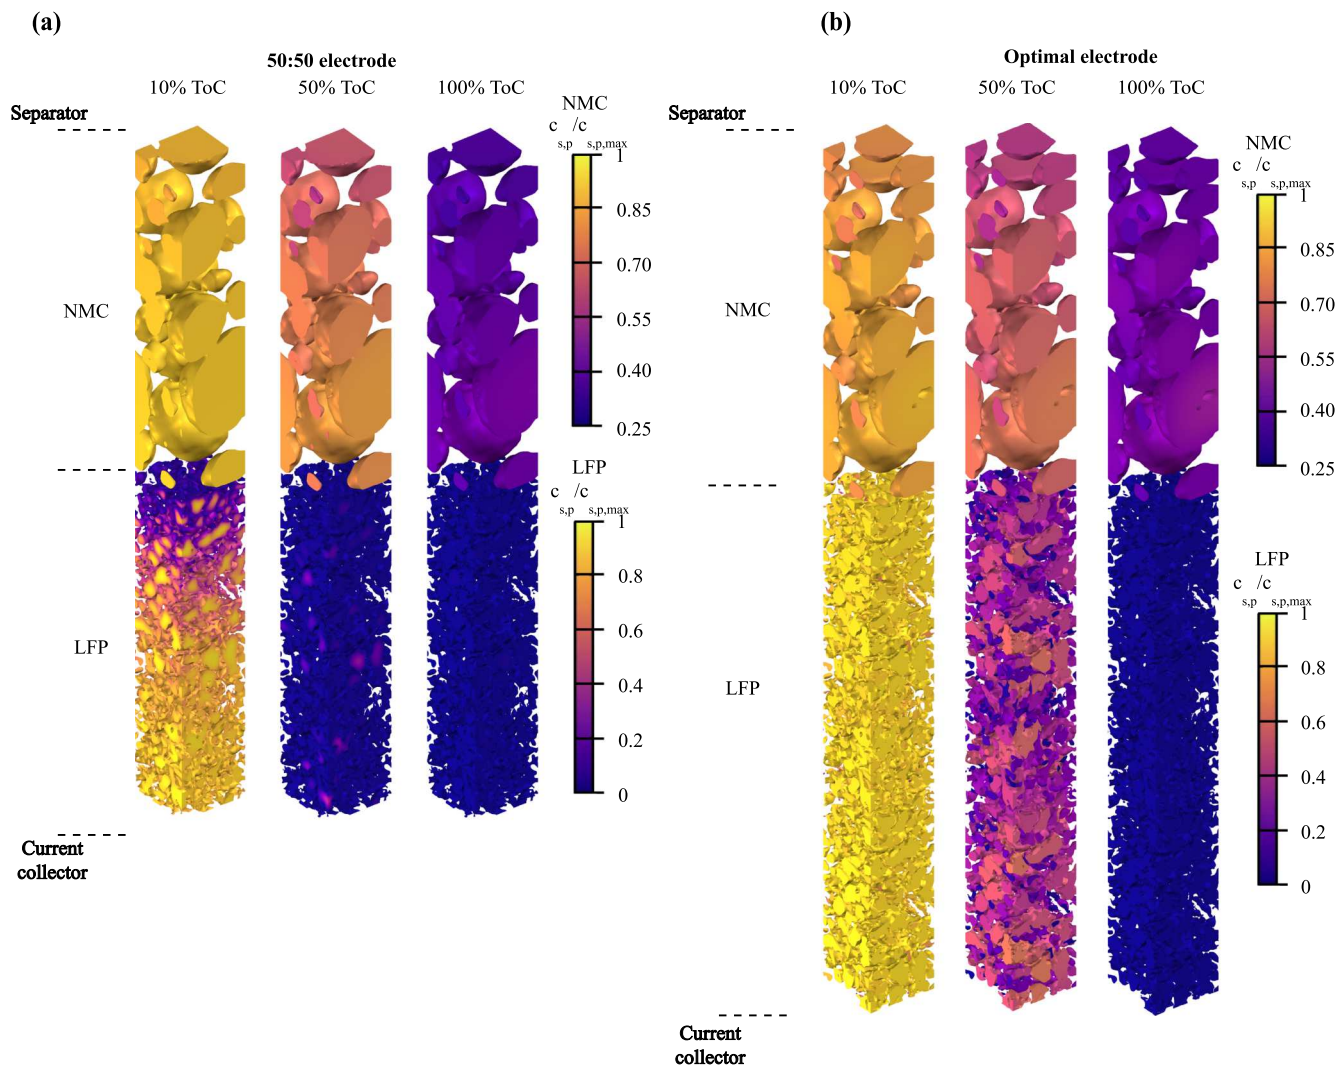 (a)
50:50 electrode
10% ToC
50% ToC
100% ToC
Separator
NMC
c /c
s,p s,p,max
1
0.85
0.70
0.55
0.40
0.25
NMC
LFP
c /c
s,p s,p,max
1
0.8
0.6
0.4
0.2
0
LFP
Current
collector
(b)
Optimal electrode
10% ToC
50% ToC
100% ToC
Separator
NMC
c /c
s,p s,p,max
1
0.85
0.70
0.55
0.40
0.25
NMC
LFP
c /c
s,p s,p,max
1
0.8
0.6
0.4
0.2
0
LFP
Current
collector